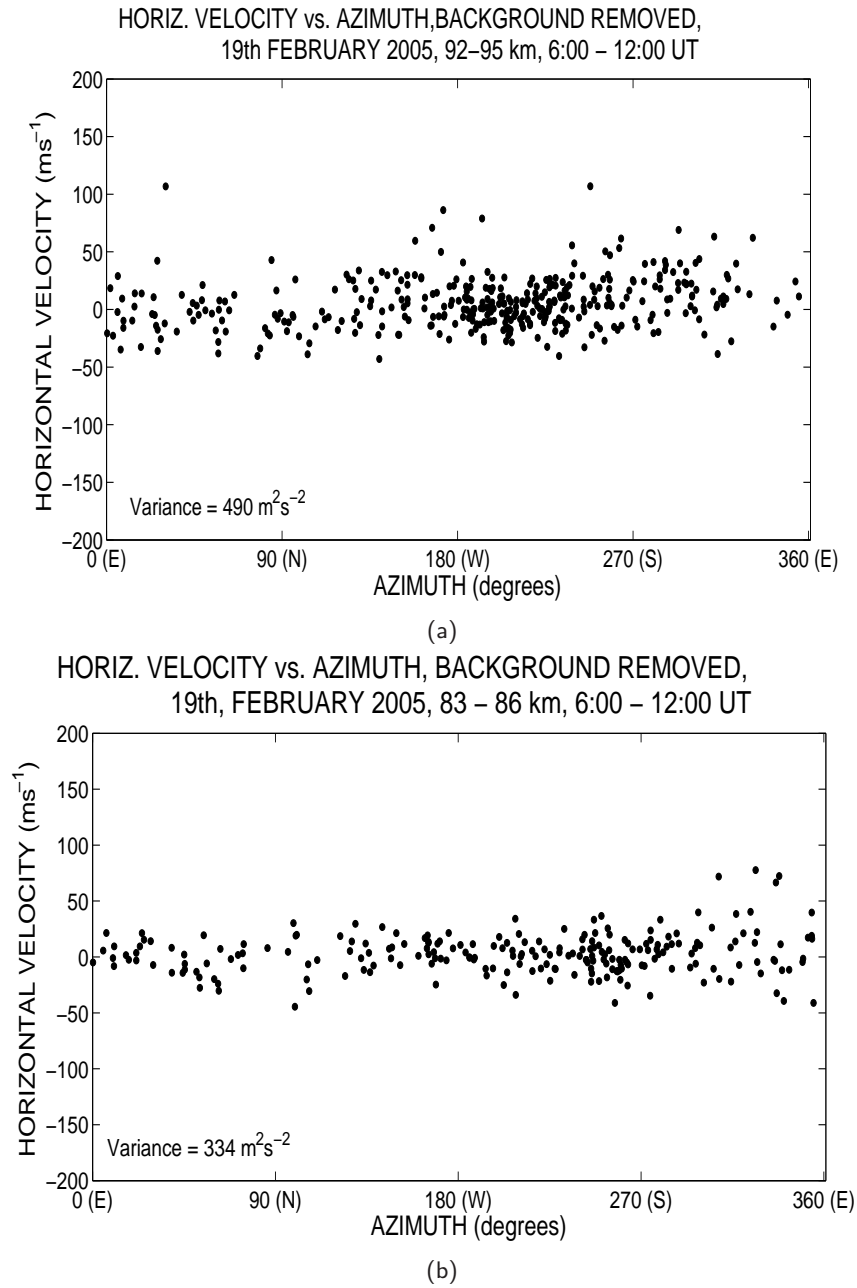 HORIZ. VELOCITY vs. AZIMUTH,BACKGROUND REMOVED,
19th FEBRUARY 2005, 92–95 km, 6:00 – 12:00 UT
HORIZONTAL VELOCITY (ms⁻¹)
200
150
100
50
0
−50
−100
−150
−200
Variance = 490 m²s⁻²
0 (E) 90 (N) 180 (W) 270 (S) 360 (E)
AZIMUTH (degrees)
(a)
HORIZ. VELOCITY vs. AZIMUTH, BACKGROUND REMOVED,
19th, FEBRUARY 2005, 83 – 86 km, 6:00 – 12:00 UT
HORIZONTAL VELOCITY (ms⁻¹)
200
150
100
50
0
−50
−100
−150
−200
Variance = 334 m²s⁻²
0 (E) 90 (N) 180 (W) 270 (S) 360 (E)
AZIMUTH (degrees)
(b)